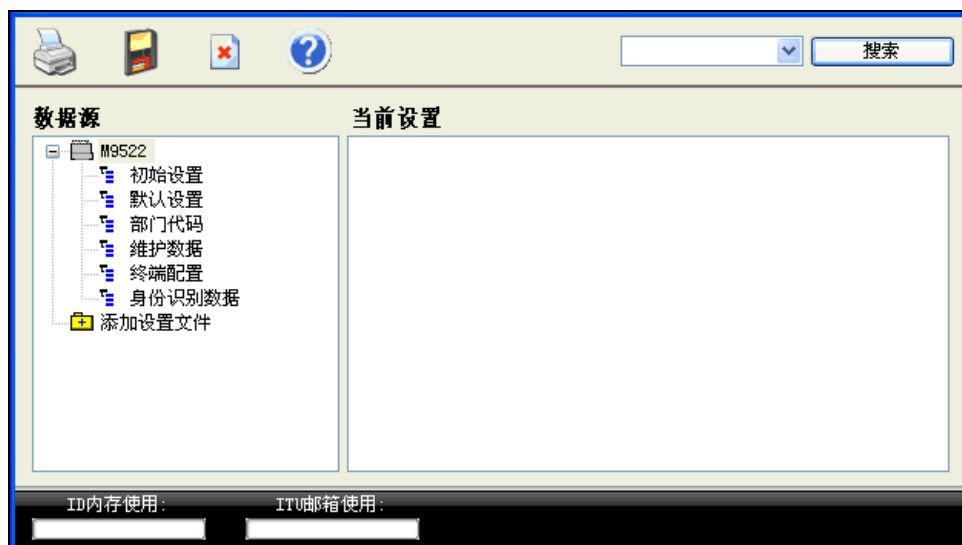 搜索
数据源
当前设置
M9522
初始设置
默认设置
部门代码
维护数据
终端配置
身份识别数据
添加设置文件
ID内存使用:
ITU邮箱使用: